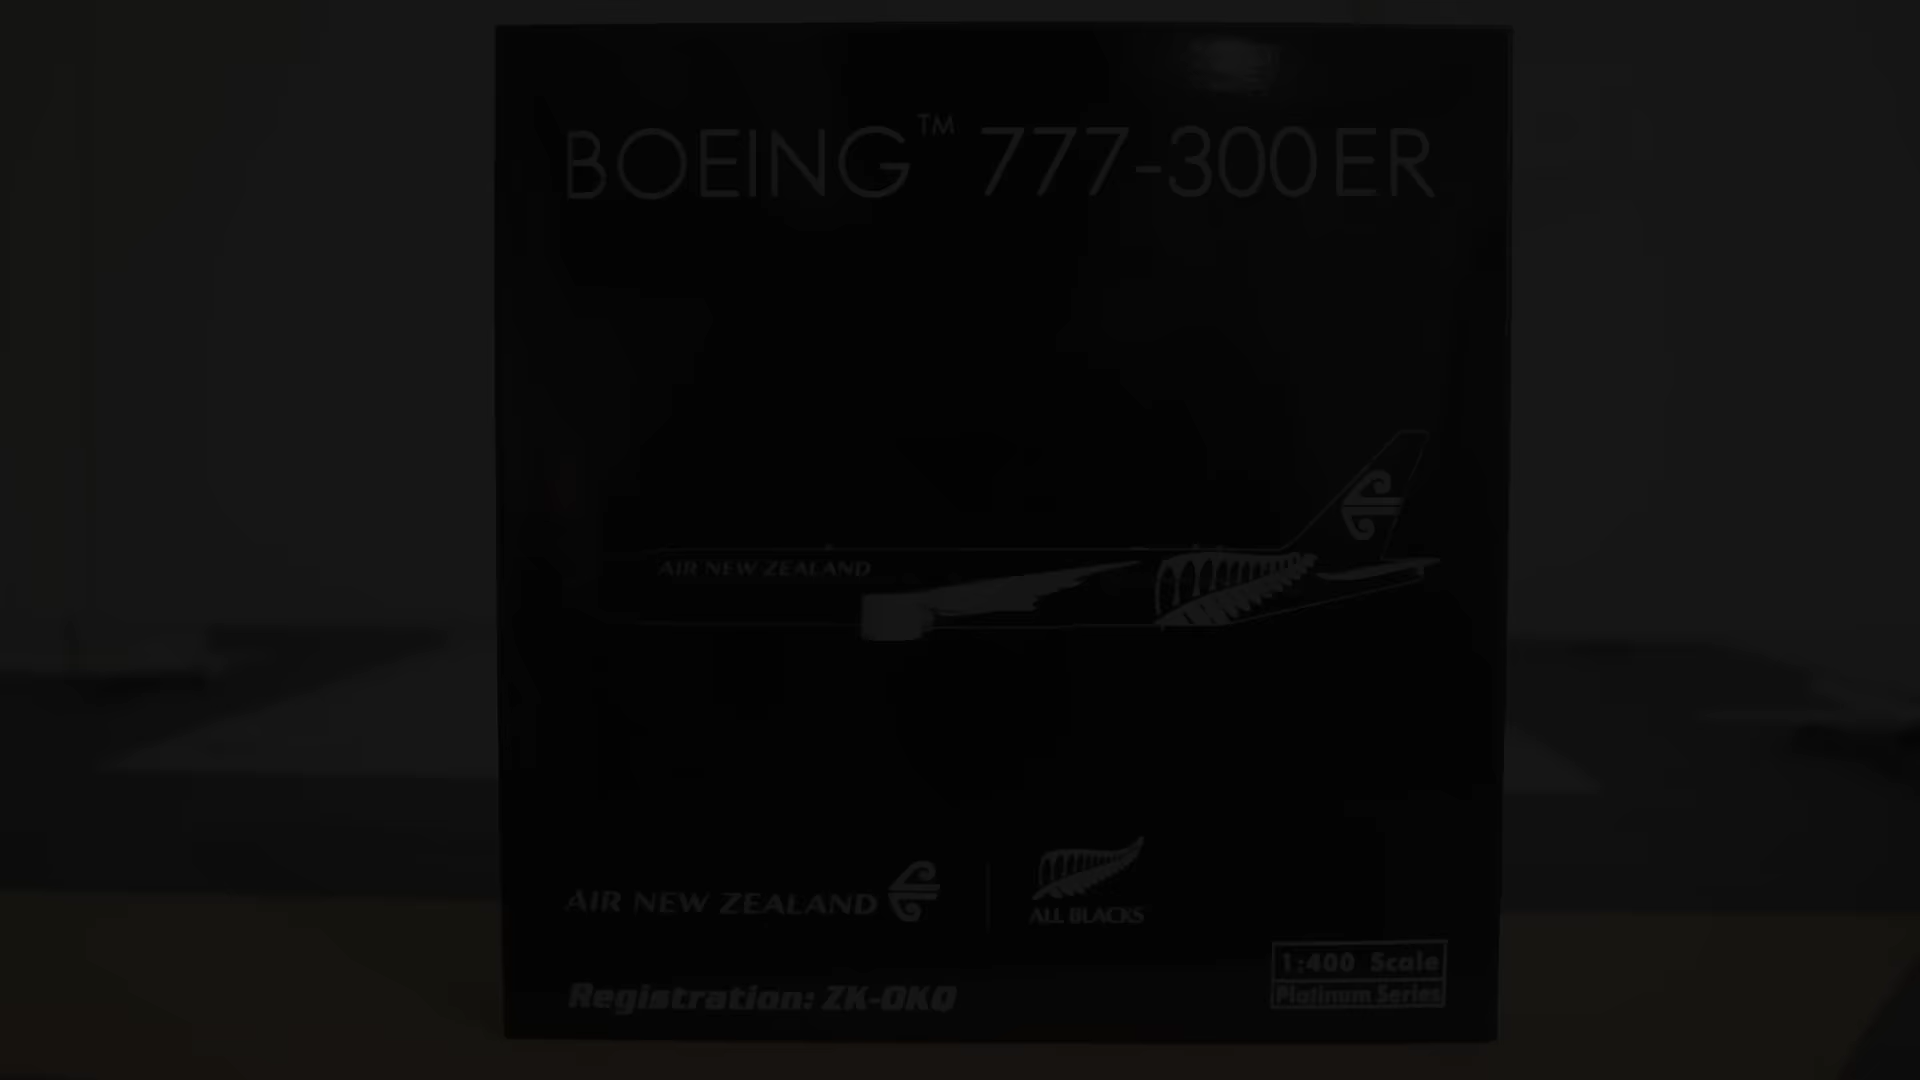 BOEING™ 777-300ER
AIR NEW ZEALAND
AIR NEW ZEALAND
ALL BLACKS
Registration: ZK-OKQ
1:400 Scale
Platinum Series